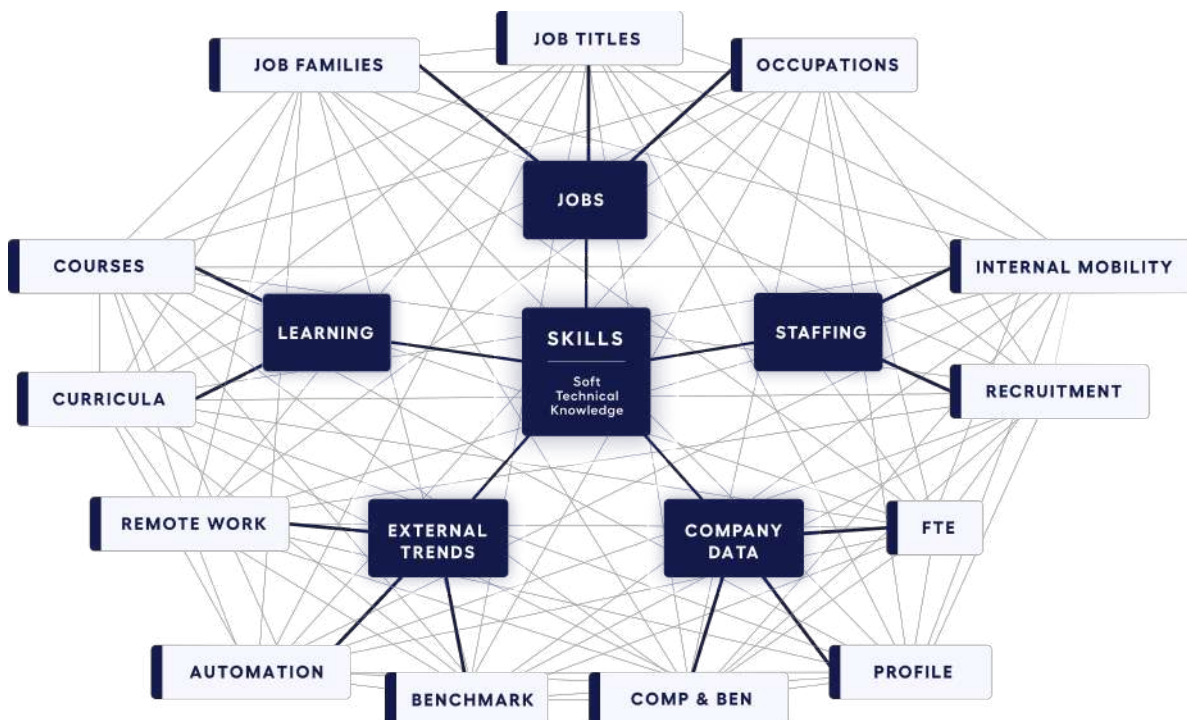 JOB TITLES
JOB FAMILIES
OCCUPATIONS
JOBS
COURSES
INTERNAL MOBILITY
LEARNING
SKILLS
Soft
Technical
Knowledge
STAFFING
CURRICULA
RECRUITMENT
REMOTE WORK
EXTERNAL
TRENDS
COMPANY
DATA
FTE
AUTOMATION
BENCHMARK
COMP & BEN
PROFILE